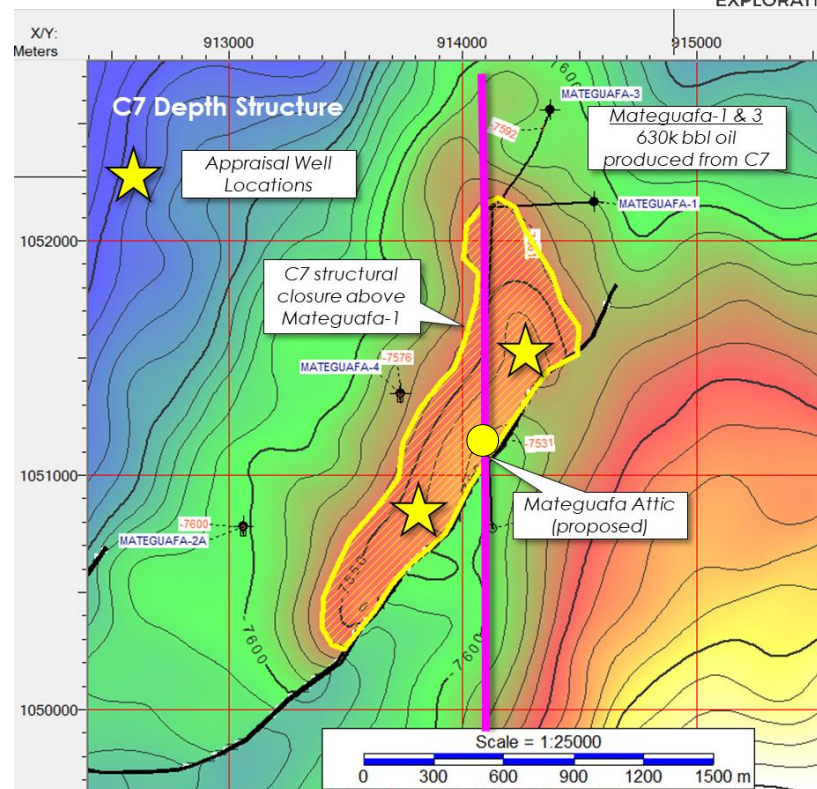 EXPLORATI
X/Y:
Meters
913000
914000
915000
C7 Depth Structure
MATEGUAFA-3
1600
-7592
Mateguafa-1 & 3
630k bbl oil
produced from C7
Appraisal Well
Locations
MATEGUAFA-1
1052000
C7 structural
closure above
Mateguafa-1
-7576
MATEGUAFA-4
-7531
1051000
Mateguafa Attic
(proposed)
-7600
MATEGUAFA-2A
-7550
-7600
7600
1050000
Scale = 1:25000
0 300 600 900 1200 1500 m